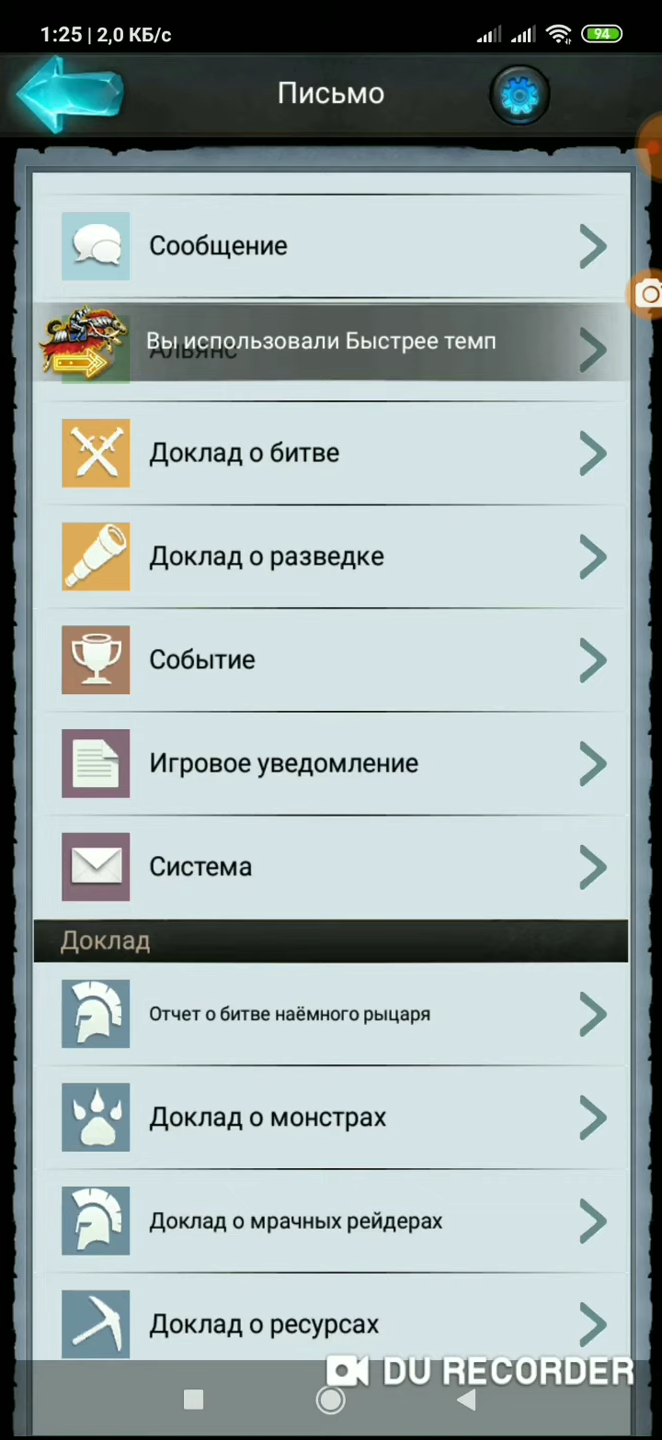 1:25 | 2,0 КБ/с
94
Письмо
Сообщение
Вы использовали Быстрее темп
Альянс
Доклад о битве
Доклад о разведке
Событие
Игровое уведомление
Система
Доклад
Отчет о битве наёмного рыцаря
Доклад о монстрах
Доклад о мрачных рейдерах
Доклад о ресурсах
DU RECORDER